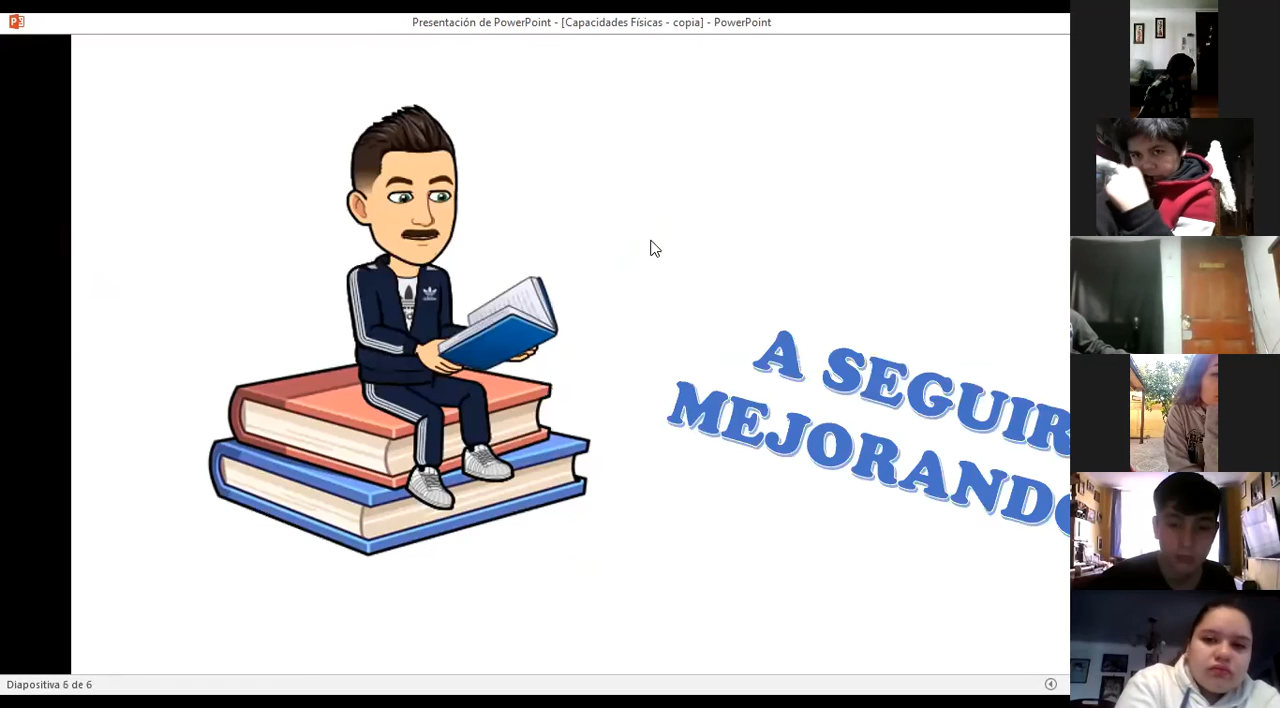 Presentación de PowerPoint - [Capacidades Físicas - copia] - PowerPoint
A SEGUIR
MEJORANDO
Diapositiva 6 de 6